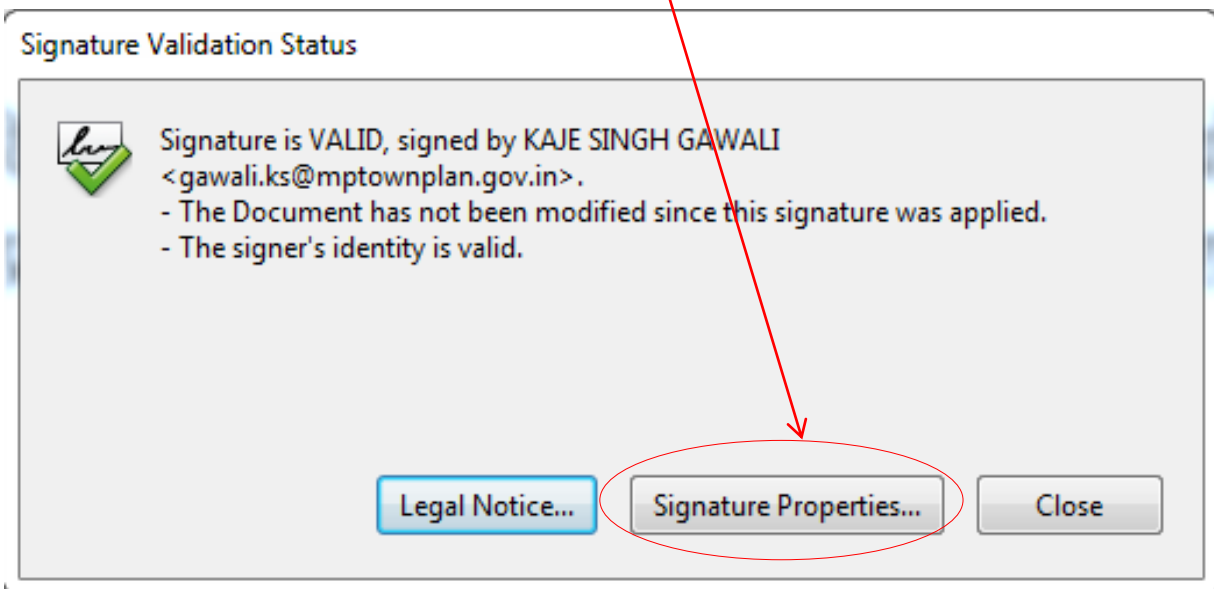 Signature Validation Status
Signature is VALID, signed by KAJE SINGH GAWALI
<gawali.ks@mptownplan.gov.in>.
- The Document has not been modified since this signature was applied.
- The signer's identity is valid.
Legal Notice... Signature Properties... Close